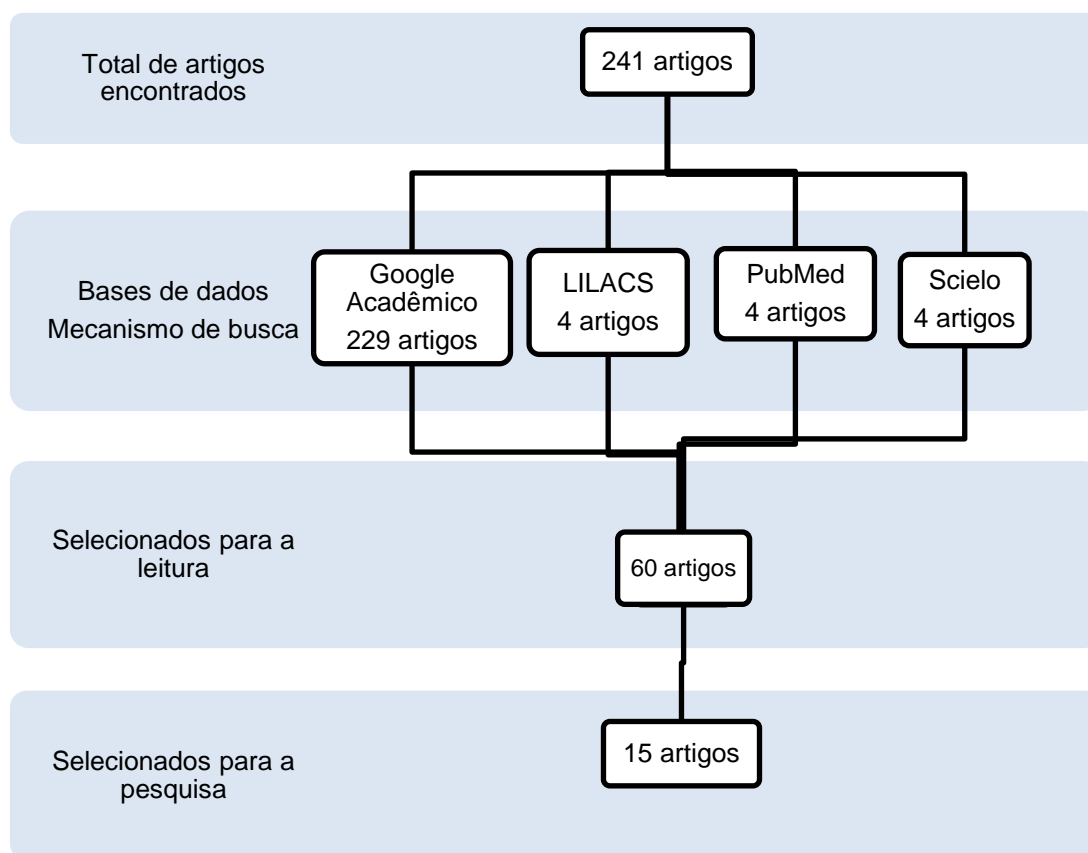 Total de artigos
encontrados
241 artigos
Bases de dados
Mecanismo de busca
Google
Acadêmico
229 artigos
LILACS
4 artigos
PubMed
4 artigos
Scielo
4 artigos
Selecionados para a
leitura
60 artigos
Selecionados para a
pesquisa
15 artigos